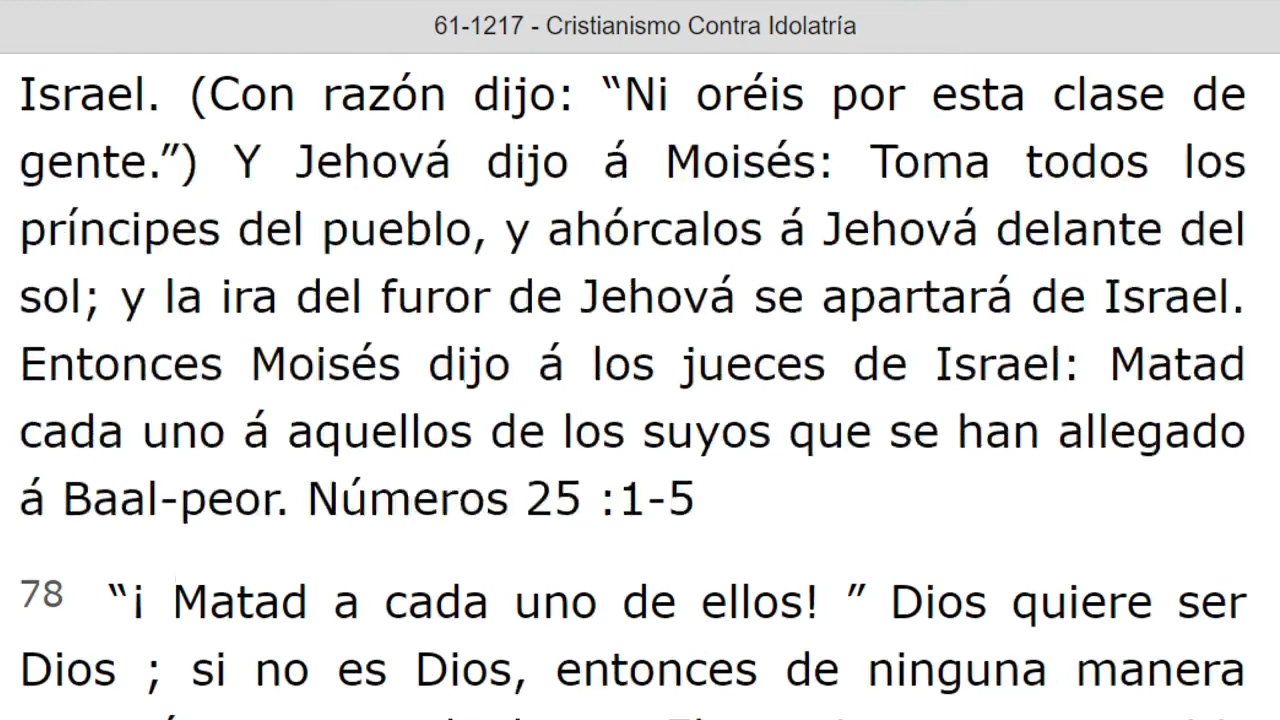 61-1217 - Cristianismo Contra Idolatría
Israel. (Con razón dijo: “Ni oréis por esta clase de
gente.”) Y Jehová dijo á Moisés: Toma todos los
príncipes del pueblo, y ahórcalos á Jehová delante del
sol; y la ira del furor de Jehová se apartará de Israel.
Entonces Moisés dijo á los jueces de Israel: Matad
cada uno á aquellos de los suyos que se han allegado
á Baal-peor. Números 25 :1-5
78 “¡ Matad a cada uno de ellos! ” Dios quiere ser
Dios ; si no es Dios, entonces de ninguna manera